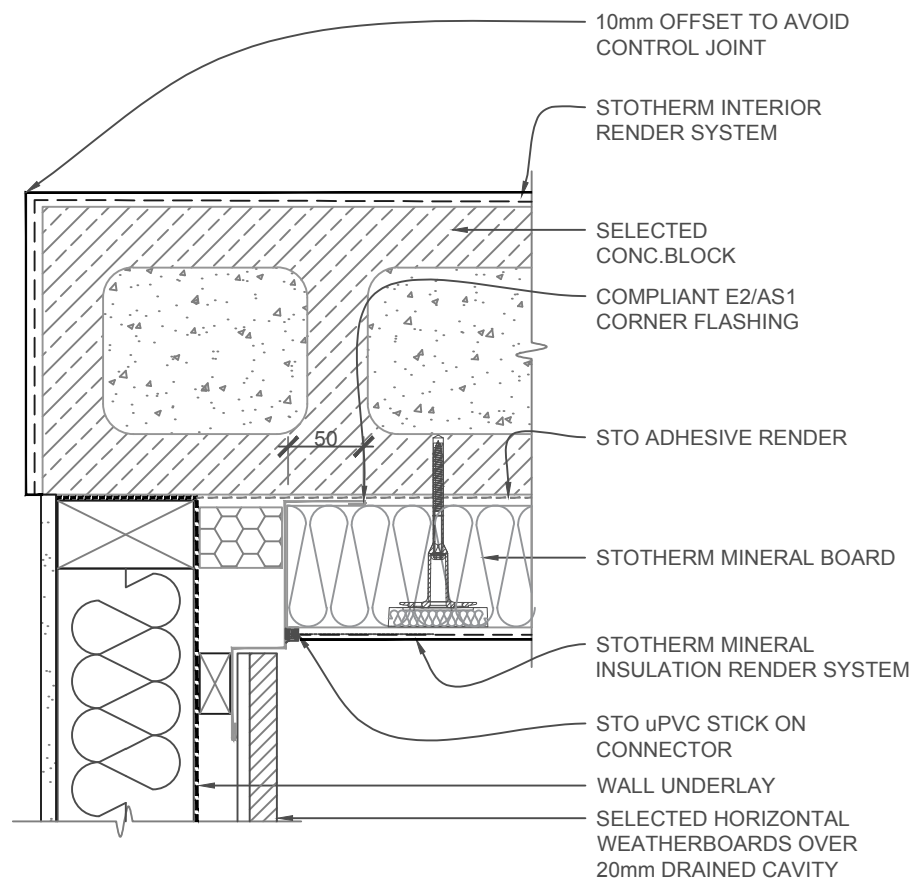 10mm OFFSET TO AVOID
CONTROL JOINT
STOTHERM INTERIOR
RENDER SYSTEM
SELECTED
CONC.BLOCK
COMPLIANT E2/AS1
CORNER FLASHING
50
STO ADHESIVE RENDER
STOTHERM MINERAL BOARD
STOTHERM MINERAL
INSULATION RENDER SYSTEM
STO uPVC STICK ON
CONNECTOR
WALL UNDERLAY
SELECTED HORIZONTAL
WEATHERBOARDS OVER
20mm DRAINED CAVITY